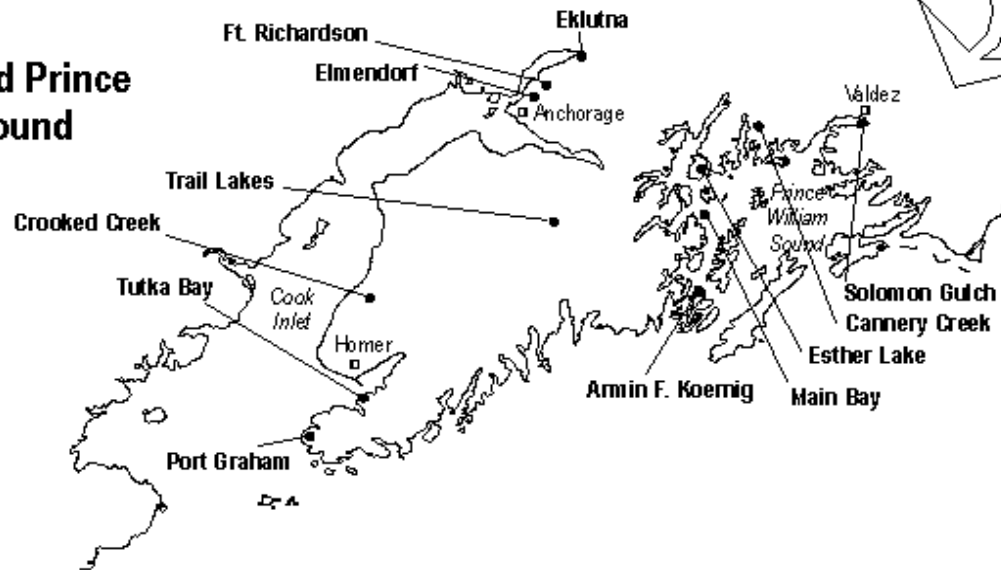 d Prince
ound
Eklutna
Ft. Richardson
Elmendorf
Anchorage
Valdez
Trail Lakes
Crooked Creek
Tutka Bay
Cook
Inlet
Homer
Port Graham
Prince
William
Sound
Solomon Gulch
Cannery Creek
Esther Lake
Main Bay
Armin F. Koernig